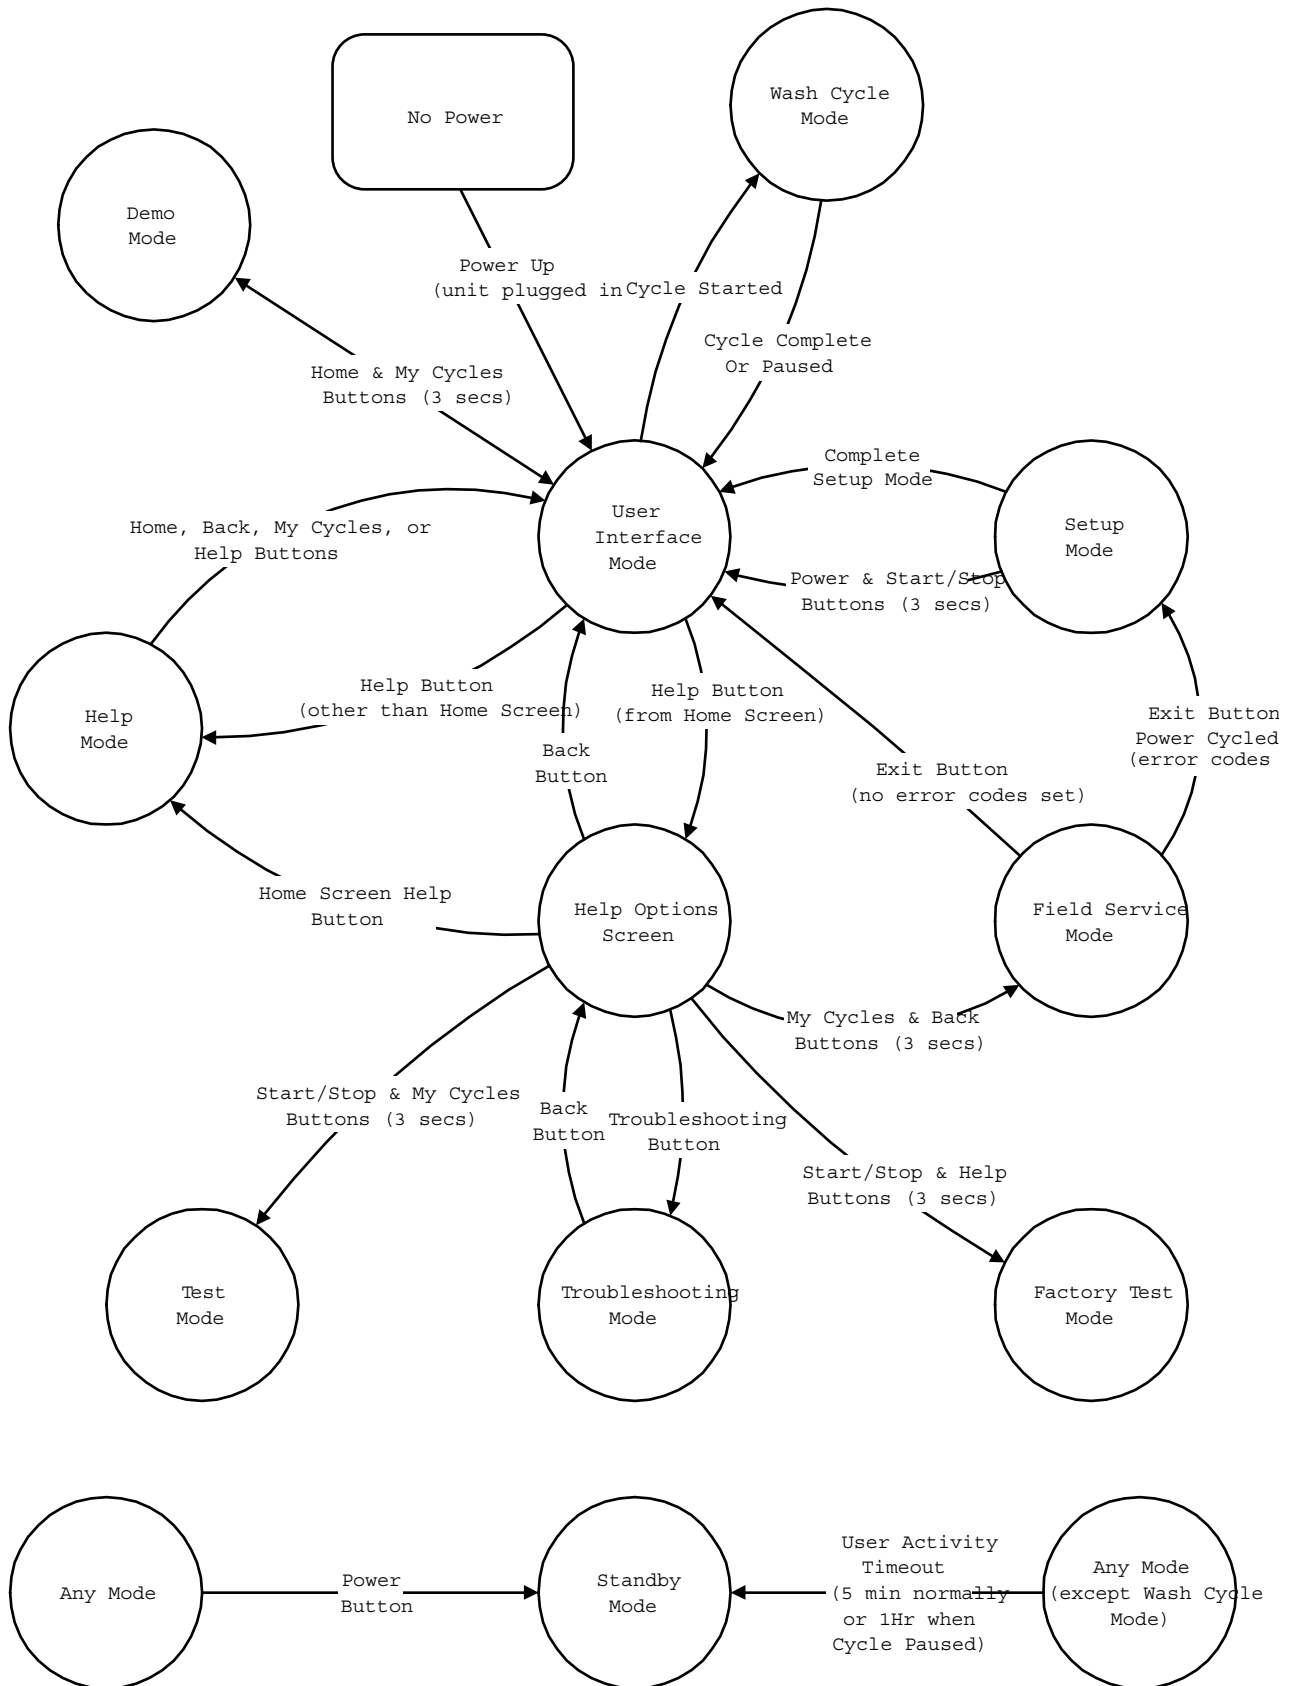 Wash Cycle
Mode
No Power
Demo
Mode
Power Up
(unit plugged in
Cycle Started
Cycle Complete
Or Paused
Home & My Cycles
Buttons (3 secs)
Complete
Setup Mode
User
Interface
Mode
Setup
Mode
Home, Back, My Cycles, or
Help Buttons
Power & Start/Stop
Buttons (3 secs)
Help Button
(other than Home Screen)
Help Button
(from Home Screen)
Help
Mode
Exit Button
Power Cycled
(error codes
Back
Button
Exit Button
(no error codes set)
Home Screen Help
Button
Help Options
Screen
Field Service
Mode
My Cycles & Back
Buttons (3 secs)
Start/Stop & My Cycles
Buttons (3 secs)
Back
Button
Troubleshooting
Button
Start/Stop & Help
Buttons (3 secs)
Test
Mode
Troubleshooting
Mode
Factory Test
Mode
Any Mode
Power
Button
Standby
Mode
User Activity
Timeout
(5 min normally
or 1Hr when
Cycle Paused)
Any Mode
(except Wash Cycle
Mode)